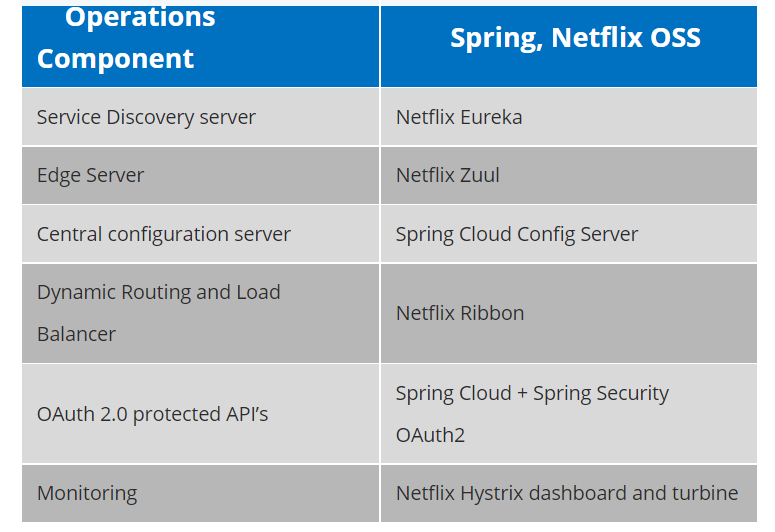 Operations
Component
Spring, Netflix OSS
Service Discovery server
Netflix Eureka
Edge Server
Netflix Zuul
Central configuration server
Spring Cloud Config Server
Dynamic Routing and Load
Balancer
Netflix Ribbon
OAuth 2.0 protected API’s
Spring Cloud + Spring Security
OAuth2
Monitoring
Netflix Hystrix dashboard and turbine